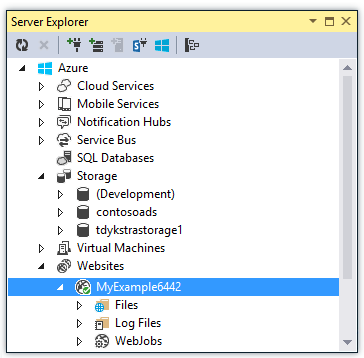 Server Explorer
Azure
Cloud Services
Mobile Services
Notification Hubs
Service Bus
SQL Databases
Storage
(Development)
contosoads
tdykstrastorage1
Virtual Machines
Websites
MyExample6442
Files
Log Files
WebJobs